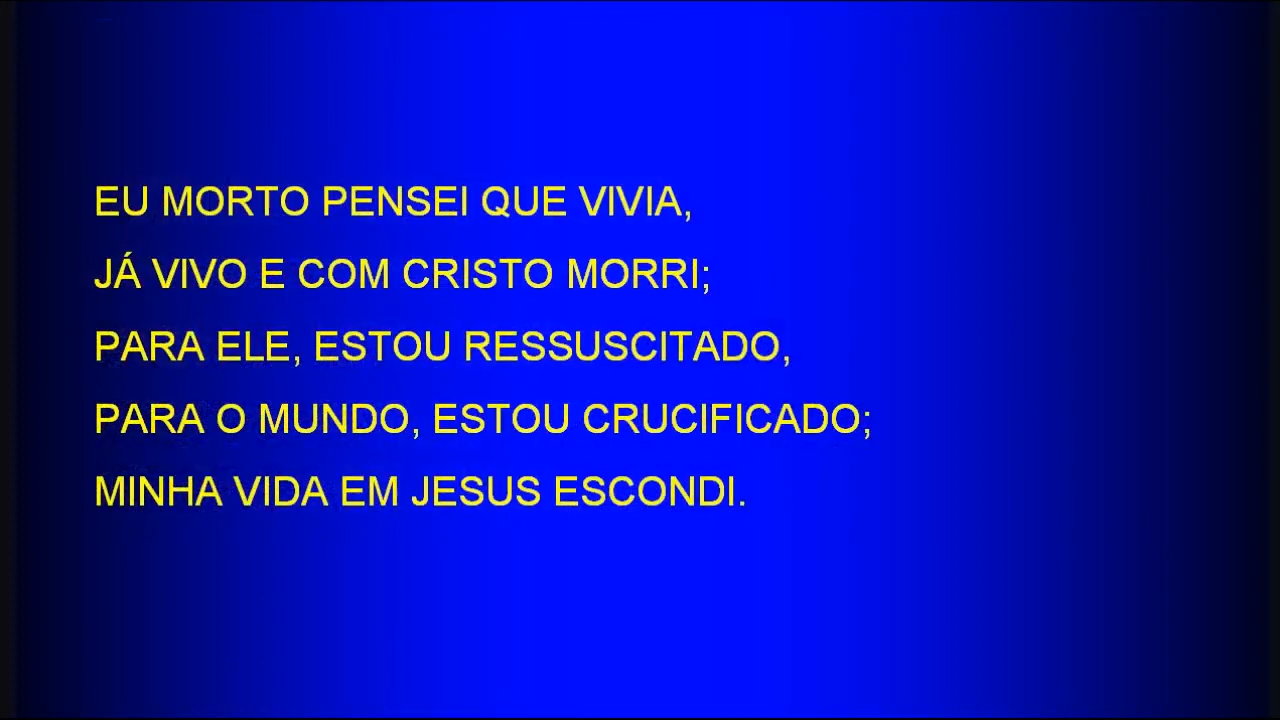 EU MORTO PENSEI QUE VIVIA,
JÁ VIVO E COM CRISTO MORRI;
PARA ELE, ESTOU RESSUSCITADO,
PARA O MUNDO, ESTOU CRUCIFICADO;
MINHA VIDA EM JESUS ESCONDI.